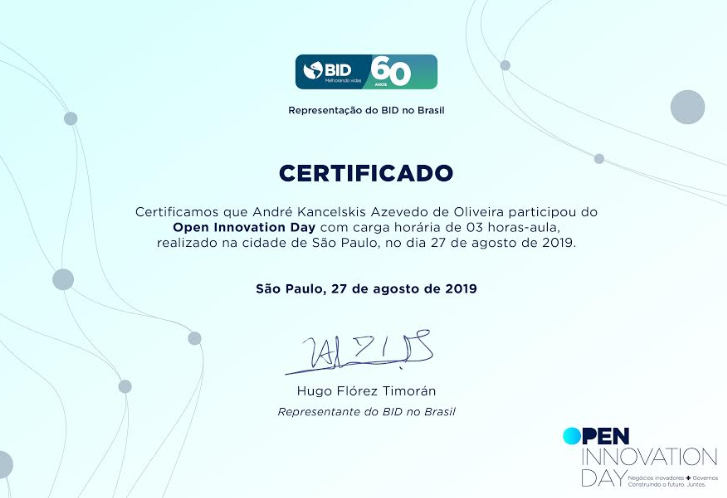 BID
Melhorando vidas
60
ANOS
Representação do BID no Brasil
CERTIFICADO
Certificamos que André Kancelskis Azevedo de Oliveira participou do
Open Innovation Day com carga horária de 03 horas-aula,
realizado na cidade de São Paulo, no dia 27 de agosto de 2019.
São Paulo, 27 de agosto de 2019
Hugo Flórez Timorán
Representante do BID no Brasil
OPEN
INNOVATION
DAY
Negócios inovadores + Governos
Construindo o futuro. Juntos.